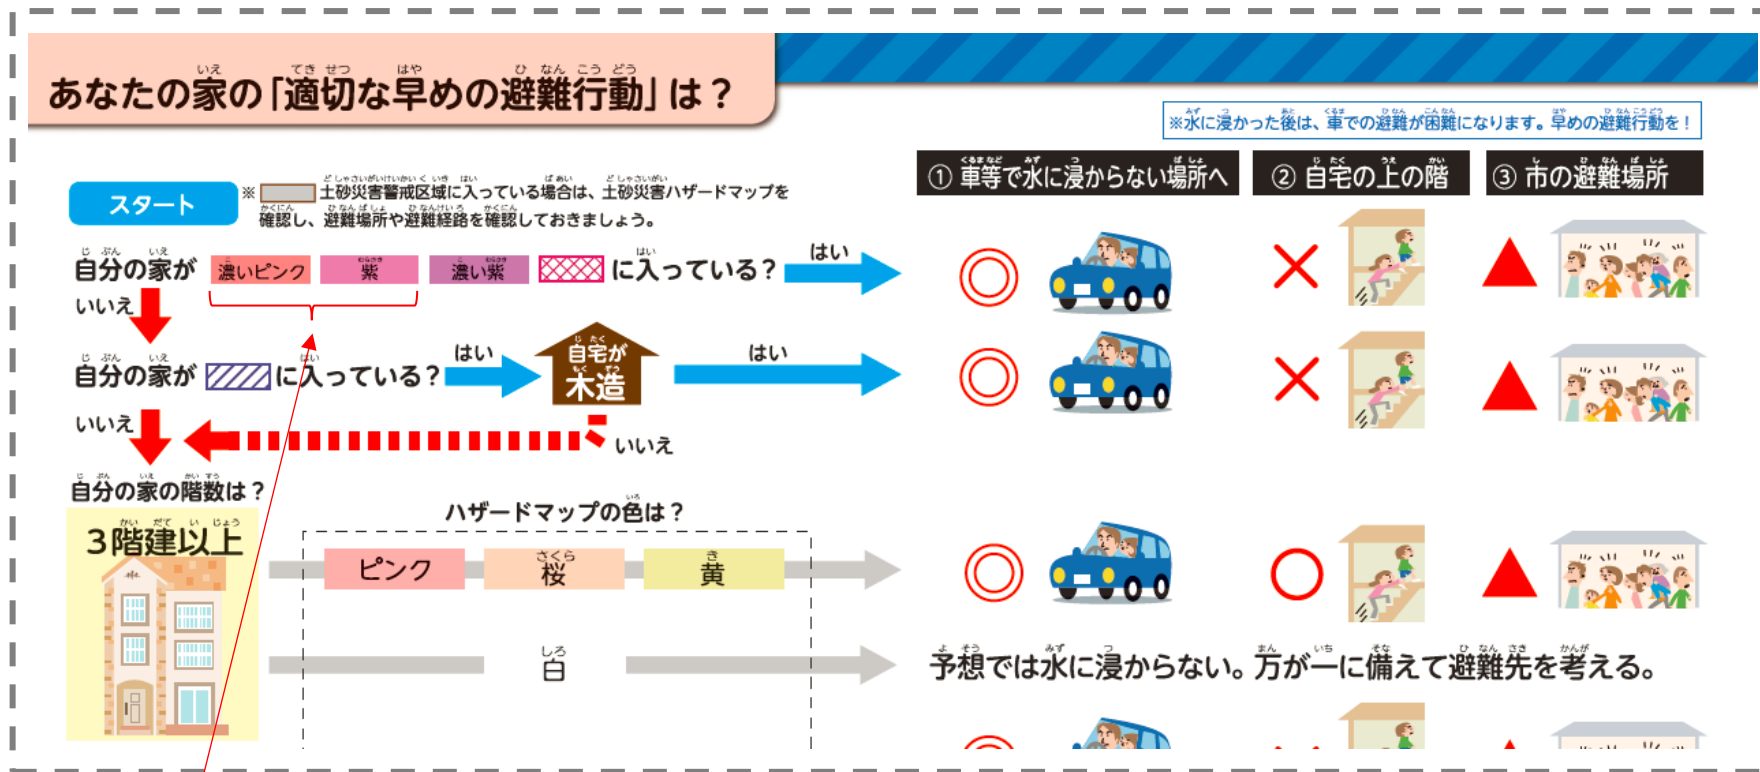 あなたの家の「適切な早めの避難行動」は？
※水に浸かった後は、車での避難が困難になります。早めの避難行動を！
① 車等で水に浸からない場所へ
② 自宅の上の階
③ 市の避難場所
スタート
※ 土砂災害警戒区域に入っている場合は、土砂災害ハザードマップを
確認し、避難場所や避難経路を確認しておきましょう。
自分の家が 濃いピンク 紫 濃い紫 に入っている？ はい
いいえ
自分の家が に入っている？ はい 自宅が
木造 はい
いいえ
いいえ
自分の家の階数は？
ハザードマップの色は？
３階建以上
ピンク 桜 黄
白
予想では水に浸からない。万が一に備えて避難先を考える。